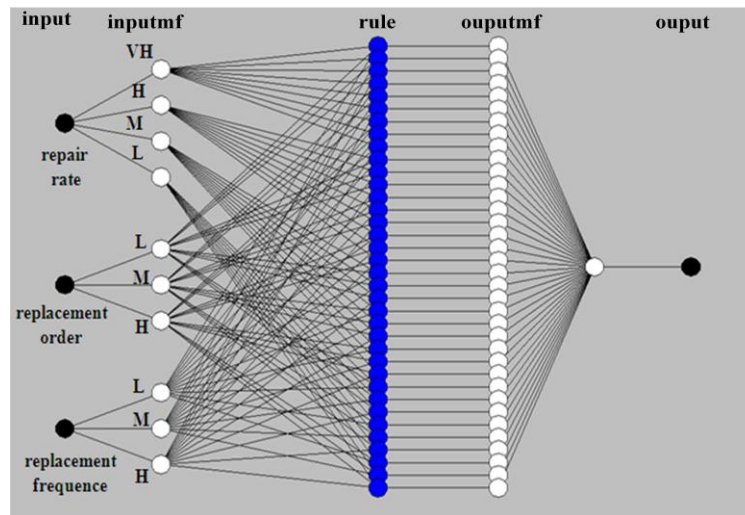 input inputmf rule ouputmf ouput
VH
H
M
L
repair
rate
L
M
H
replacement
order
L
M
H
replacement
frequence